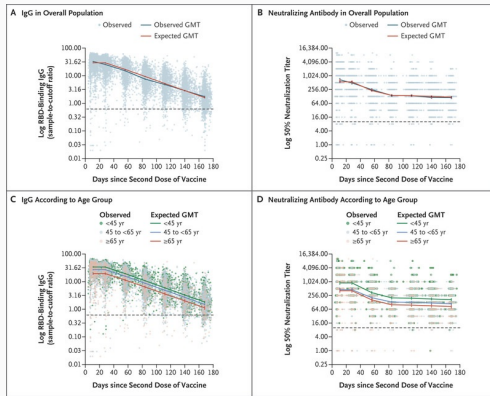 A IgG in Overall Population
Observed
Observed GMT
Expected GMT
Log RBD-Binding IgG
(sample-to-cutoff ratio)
100.00
31.62
10.00
3.16
1.00
0.32
0.10
0.03
0.01
0 20 40 60 80 100 120 140 160 180
Days since Second Dose of Vaccine
B Neutralizing Antibody in Overall Population
Observed
Observed GMT
Expected GMT
Log 50% Neutralization Titer
16,384.00
4,096.00
1,024.00
256.00
64.00
16.00
4.00
1.00
0.25
0 20 40 60 80 100 120 140 160 180
Days since Second Dose of Vaccine
C IgG According to Age Group
Observed Expected GMT
<45 yr <45 yr
45 to <65 yr 45 to <65 yr
≥65 yr ≥65 yr
Log RBD-Binding IgG
(sample-to-cutoff ratio)
100.00
31.62
10.00
3.16
1.00
0.32
0.10
0.03
0.01
0 20 40 60 80 100 120 140 160 180
Days since Second Dose of Vaccine
D Neutralizing Antibody According to Age Group
Observed Expected GMT
<45 yr <45 yr
45 to <65 yr 45 to <65 yr
≥65 yr ≥65 yr
Log 50% Neutralization Titer
16,384.00
4,096.00
1,024.00
256.00
64.00
16.00
4.00
1.00
0.25
0 20 40 60 80 100 120 140 160 180
Days since Second Dose of Vaccine